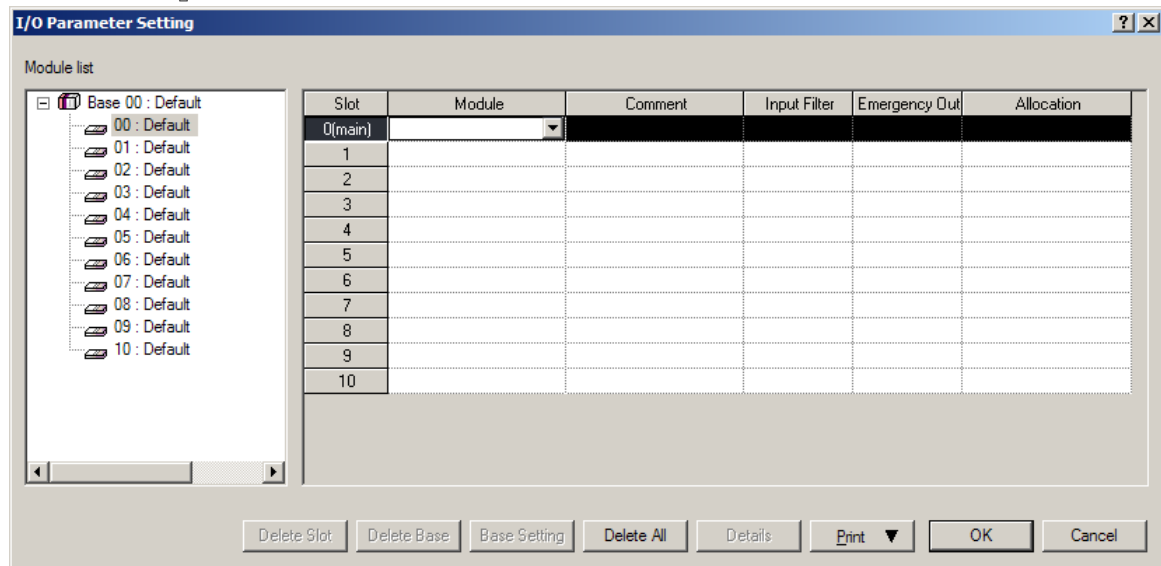 I/O Parameter Setting
Module list
Base 00 : Default
00 : Default
01 : Default
02 : Default
03 : Default
04 : Default
05 : Default
06 : Default
07 : Default
08 : Default
09 : Default
10 : Default
Slot Module Comment Input Filter Emergency Out Allocation
0(main)
1
2
3
4
5
6
7
8
9
10
Delete Slot Delete Base Base Setting Delete All Details Print ▼ OK Cancel